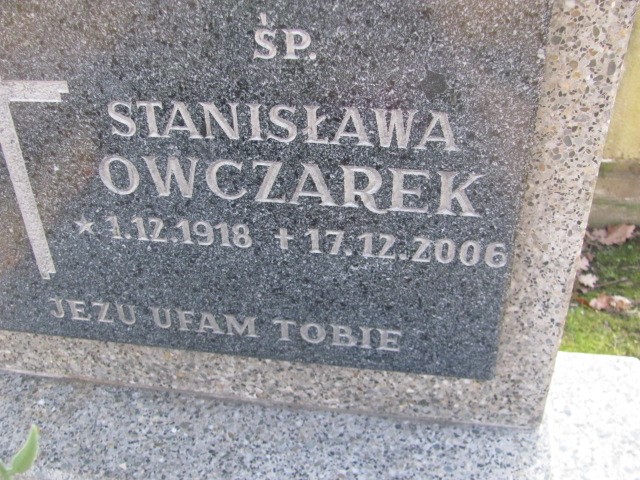 ŚP.
STANISŁAWA
OWCZAREK
* 1.12.1918 + 17.12.2006
JEZU UFAM TOBIE